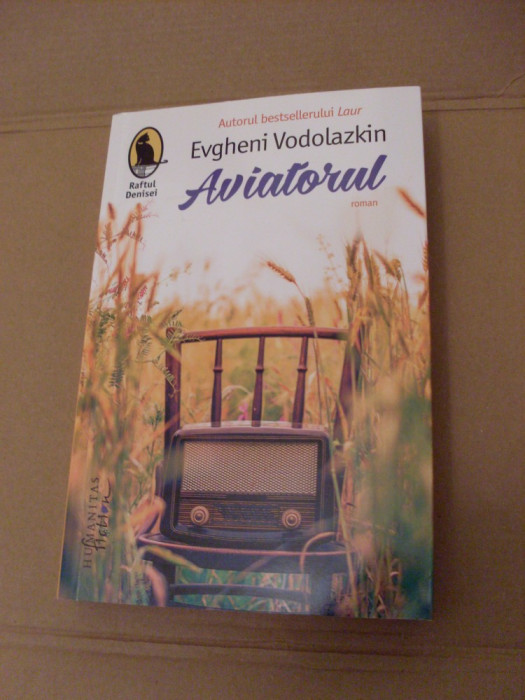 Autorul bestsellerului Laur
Evgheni Vodolazkin
Aviatorul
roman
Raftul
Denisei
HUMANITAS
fiction